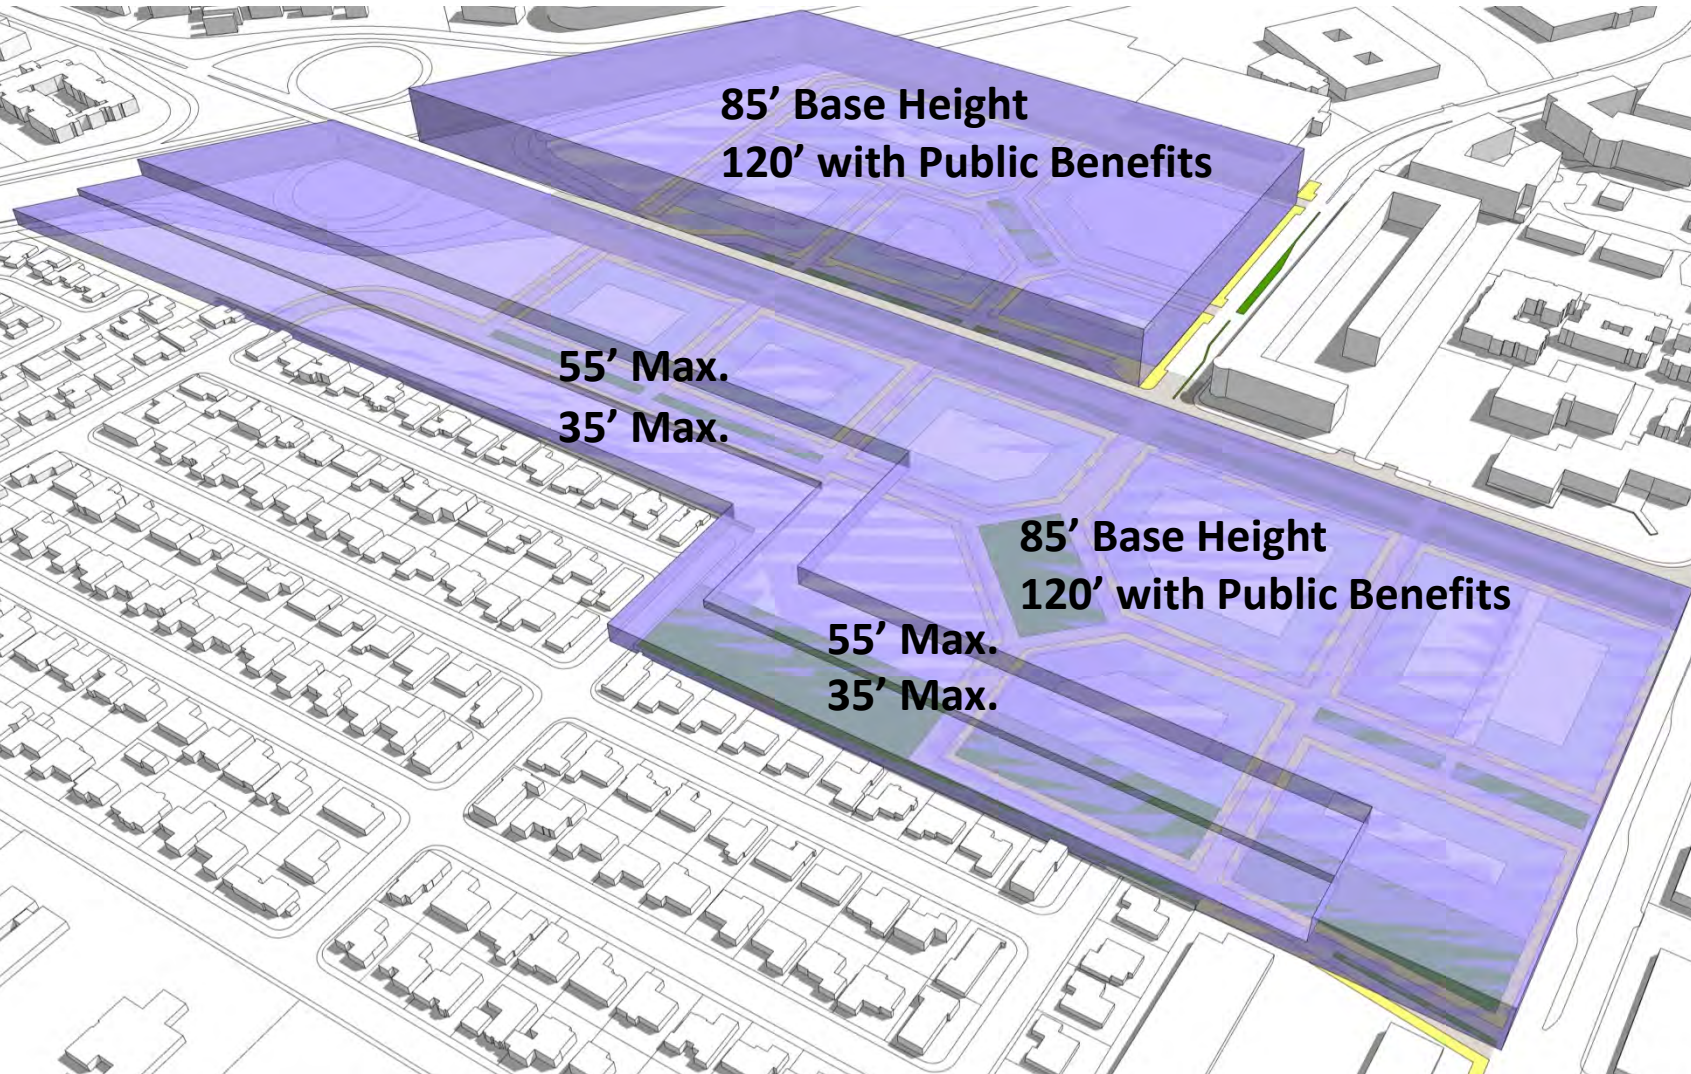 85’ Base Height
120’ with Public Benefits
55’ Max.
35’ Max.
85’ Base Height
120’ with Public Benefits
55’ Max.
35’ Max.